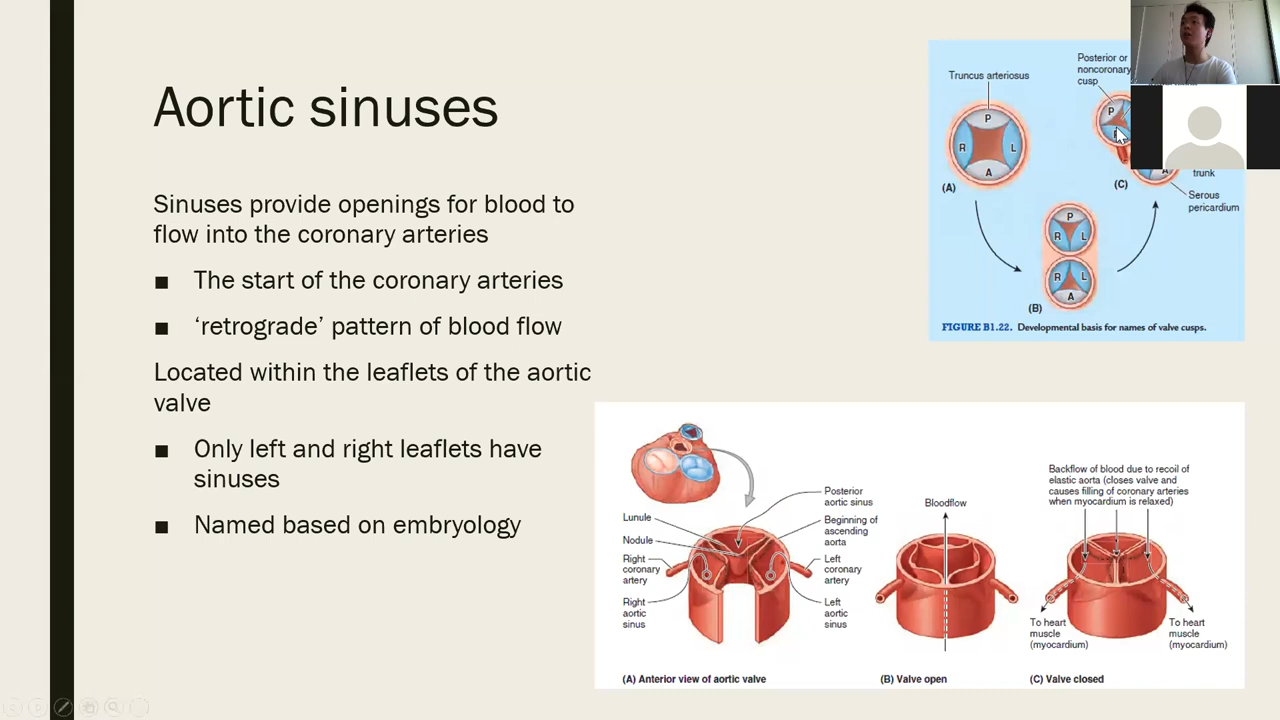 Aortic sinuses
Sinuses provide openings for blood to
flow into the coronary arteries
■ The start of the coronary arteries
■ ‘retrograde’ pattern of blood flow
Located within the leaflets of the aortic
valve
■ Only left and right leaflets have
sinuses
■ Named based on embryology
Truncus arteriosus
P
R
L
A
(A)
Posterior or
noncoronary
cusp
P
A
(C)
trunk
Serous
pericardium
P
R
L
R
L
A
(B)
FIGURE B1.22. Developmental basis for names of valve cusps.
Lunule
Nodule
Right
coronary
artery
Right
aortic
sinus
Posterior
aortic sinus
Beginning of
ascending
aorta
Left
coronary
artery
Left
aortic
sinus
(A) Anterior view of aortic valve
Bloodflow
(B) Valve open
Backflow of blood due to recoil of
elastic aorta (closes valve and
causes filling of coronary arteries
when myocardium is relaxed)
To heart
muscle
(myocardium)
To heart
muscle
(myocardium)
(C) Valve closed